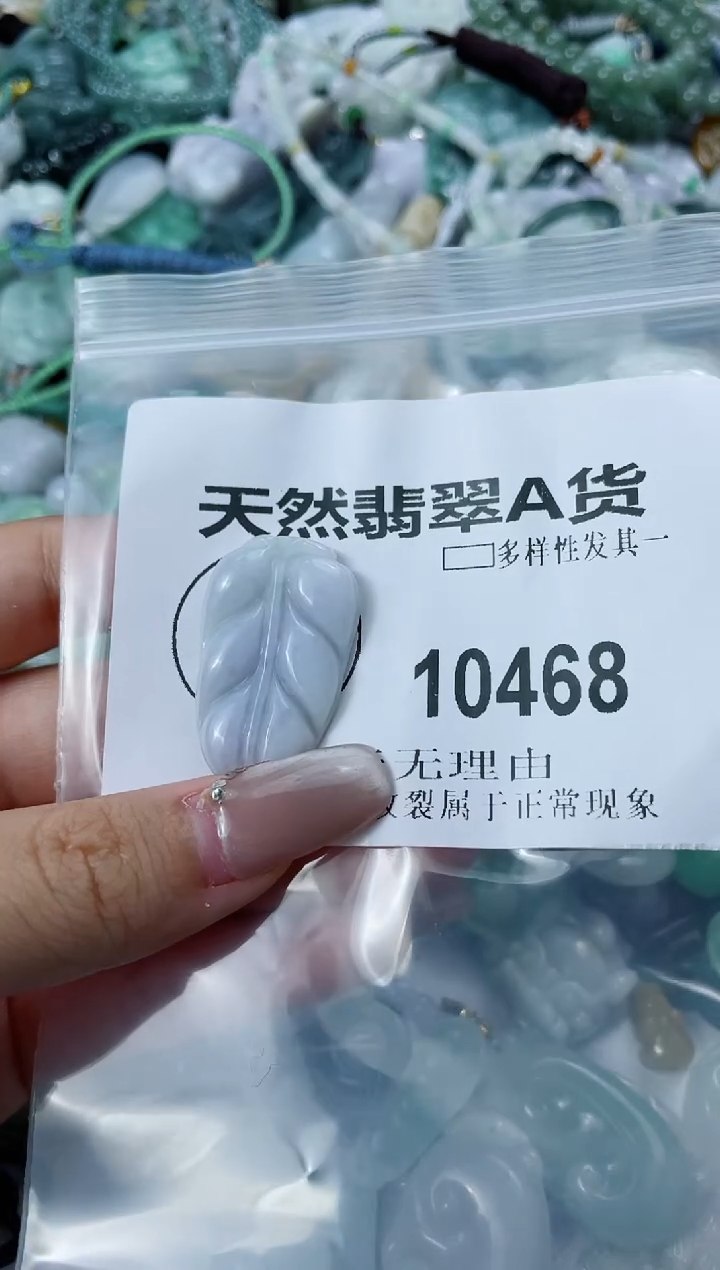 天然翡翠A货
多样性发其一
10468
无理由
裂属于正常现象